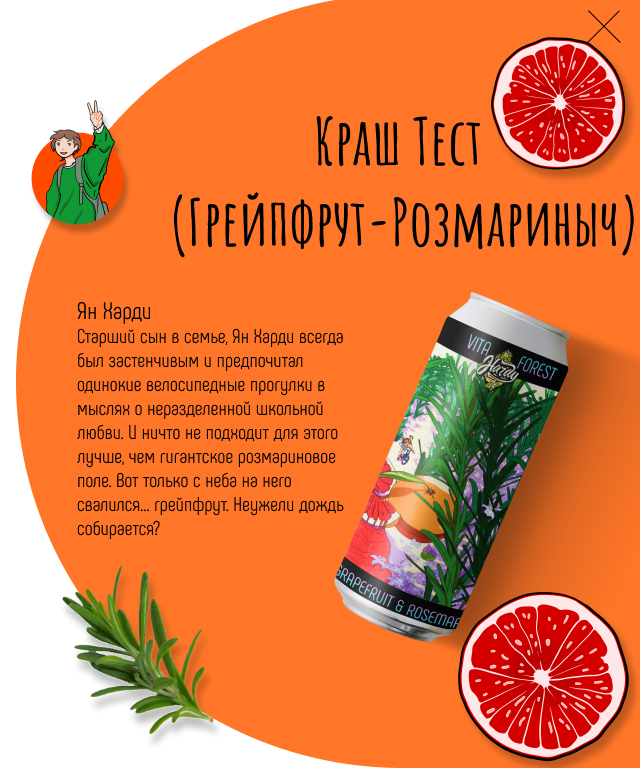 Краш Тест
(Грейпфрут-Розмариныч)
Ян Харди
Старший сын в семье, Ян Харди всегда
был застенчивым и предпочитал
одинокие велосипедные прогулки в
мыслях о неразделенной школьной
любви. И ничто не подходит для этого
лучше, чем гигантское розмариновое
поле. Вот только с неба на него
свалился... грейпфрут. Неужели дождь
собирается?
VITA FOREST
Hardy
GRAPEFRUIT & ROSEMAR